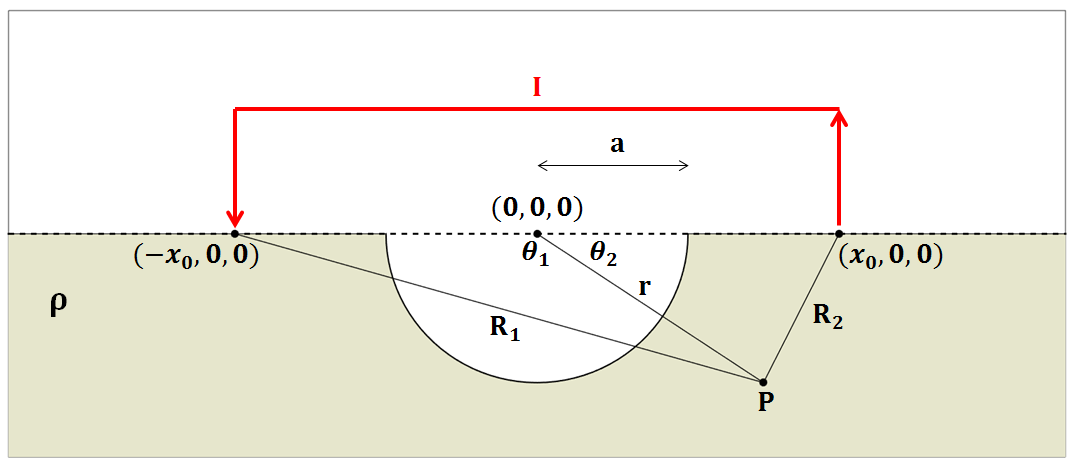 I
a
(0, 0, 0)
(−x₀, 0, 0)
θ₁
θ₂
(x₀, 0, 0)
r
ρ
R₁
R₂
P